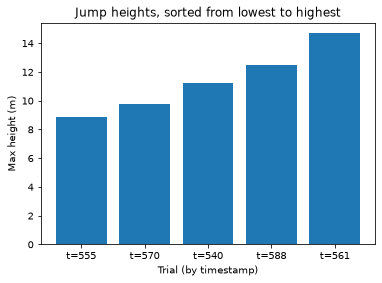 Jump heights, sorted from lowest to highest
Max height (m)
14
12
10
8
6
4
2
0
t=555 t=570 t=540 t=588 t=561
Trial (by timestamp)